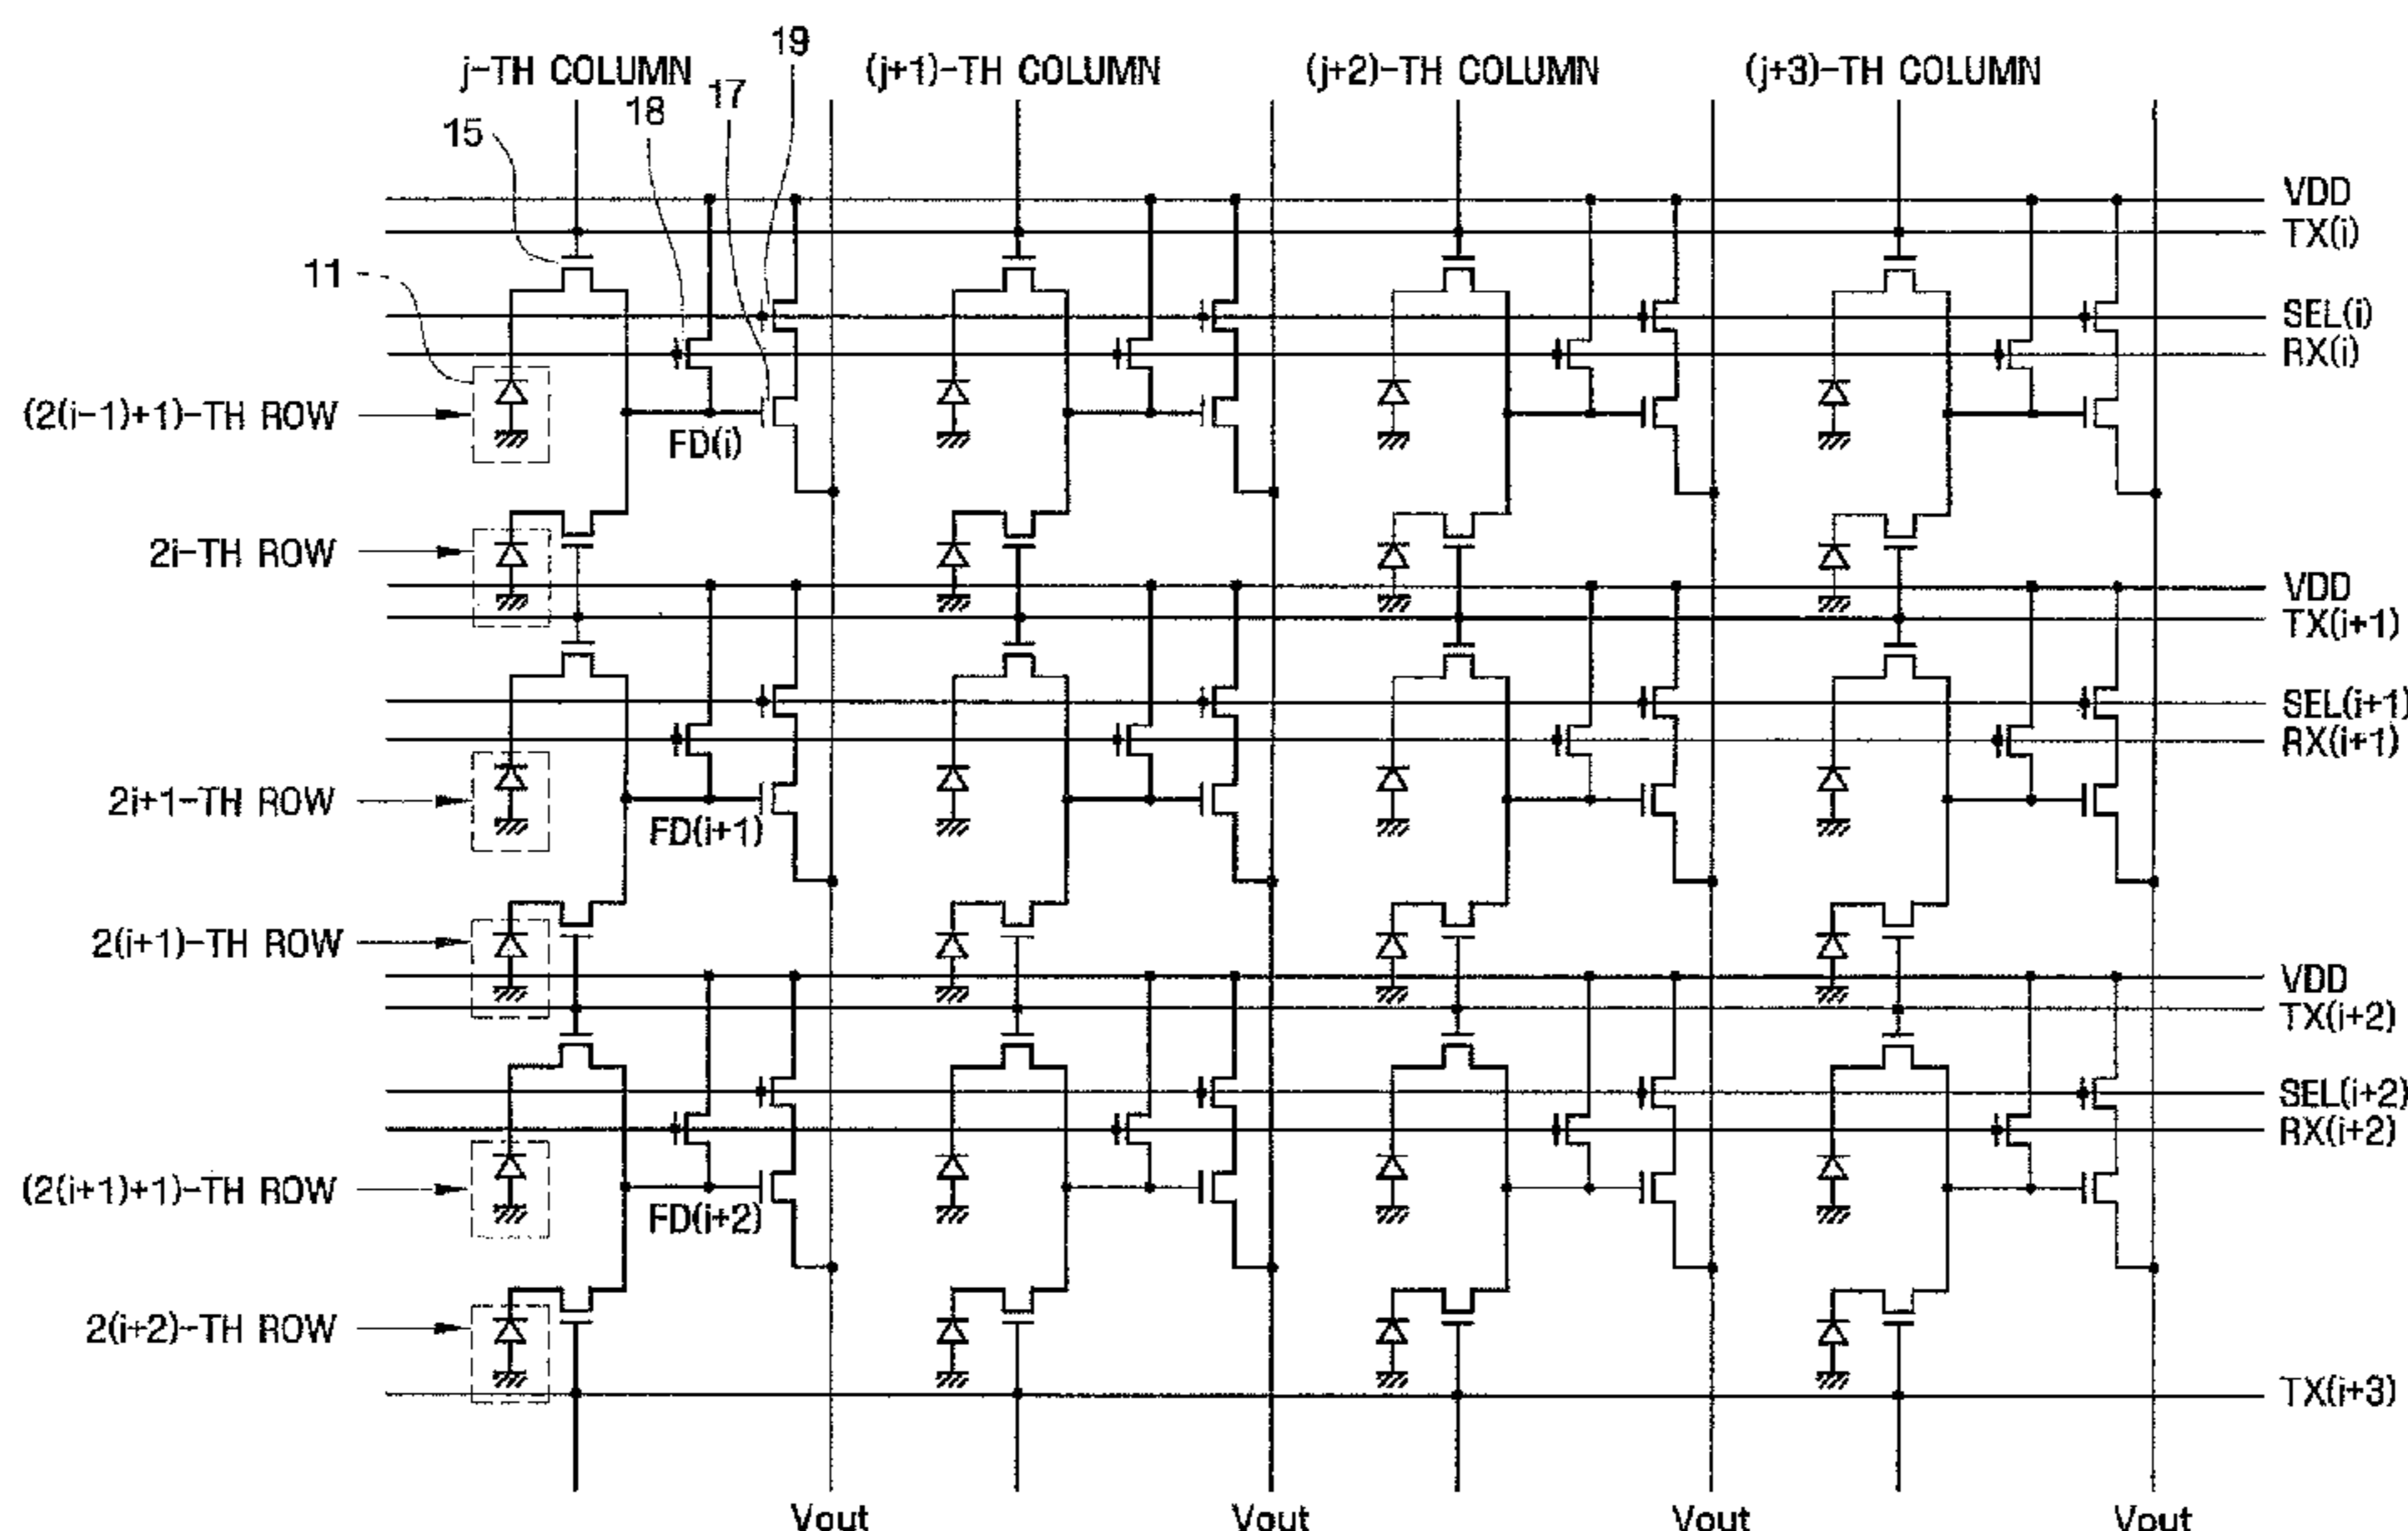 19
j-TH COLUMN
(j+1)-TH COLUMN
(j+2)-TH COLUMN
(j+3)-TH COLUMN
18
17
15
VDD
TX(i)
11
SEL(i)
RX(i)
(2(i-1)+1)-TH ROW
FD(i)
2i-TH ROW
VDD
TX(i+1)
SEL(i+1)
RX(i+1)
2i+1-TH ROW
FD(i+1)
2(i+1)-TH ROW
VDD
TX(i+2)
SEL(i+2)
RX(i+2)
(2(i+1)+1)-TH ROW
FD(i+2)
2(i+2)-TH ROW
TX(i+3)
Vout
Vout
Vout
Vout